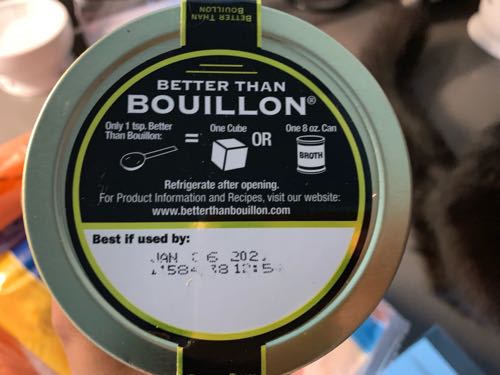 BETTER THAN
BOUILLON
BETTER THAN
BOUILLON®
Only 1 tsp. Better
Than Bouillon:
=
One Cube
OR
One 8 oz. Can
BROTH
Refrigerate after opening.
For Product Information and Recipes, visit our website:
www.betterthanbouillon.com
Best if used by:
JAN 6